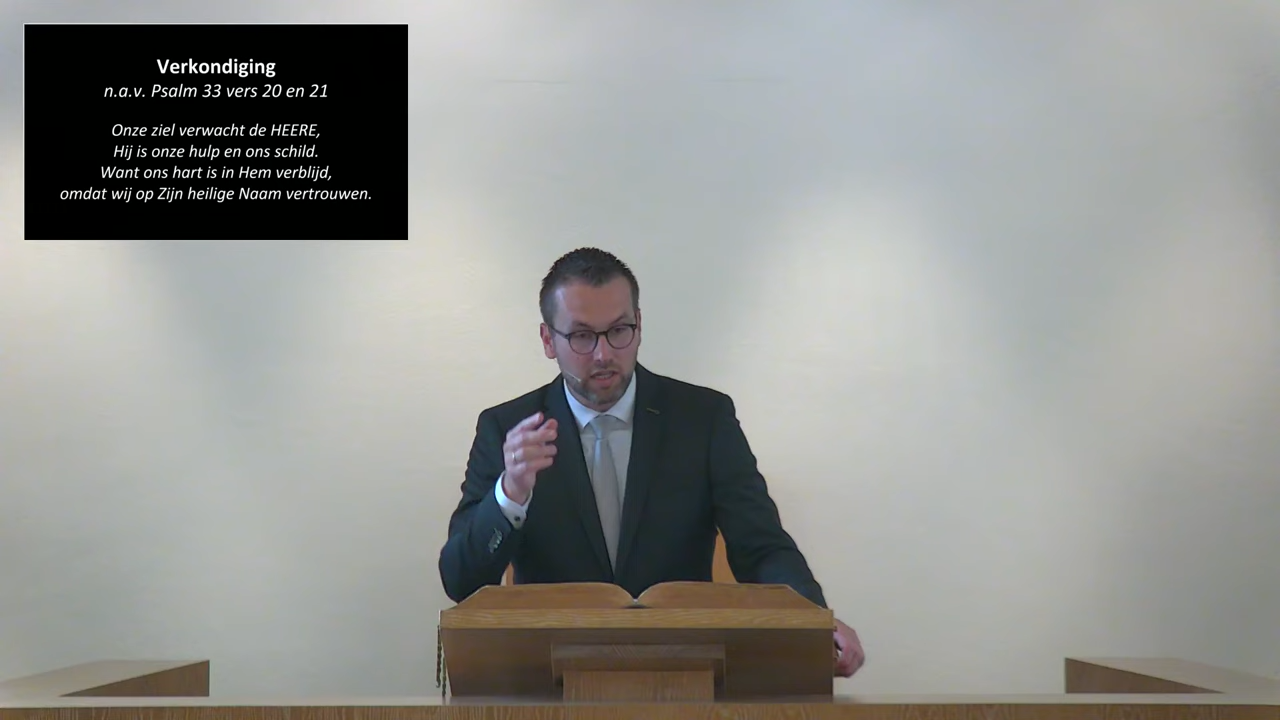 Verkondiging
n.a.v. Psalm 33 vers 20 en 21
Onze ziel verwacht de HEERE,
Hij is onze hulp en ons schild.
Want ons hart is in Hem verblijd,
omdat wij op Zijn heilige Naam vertrouwen.